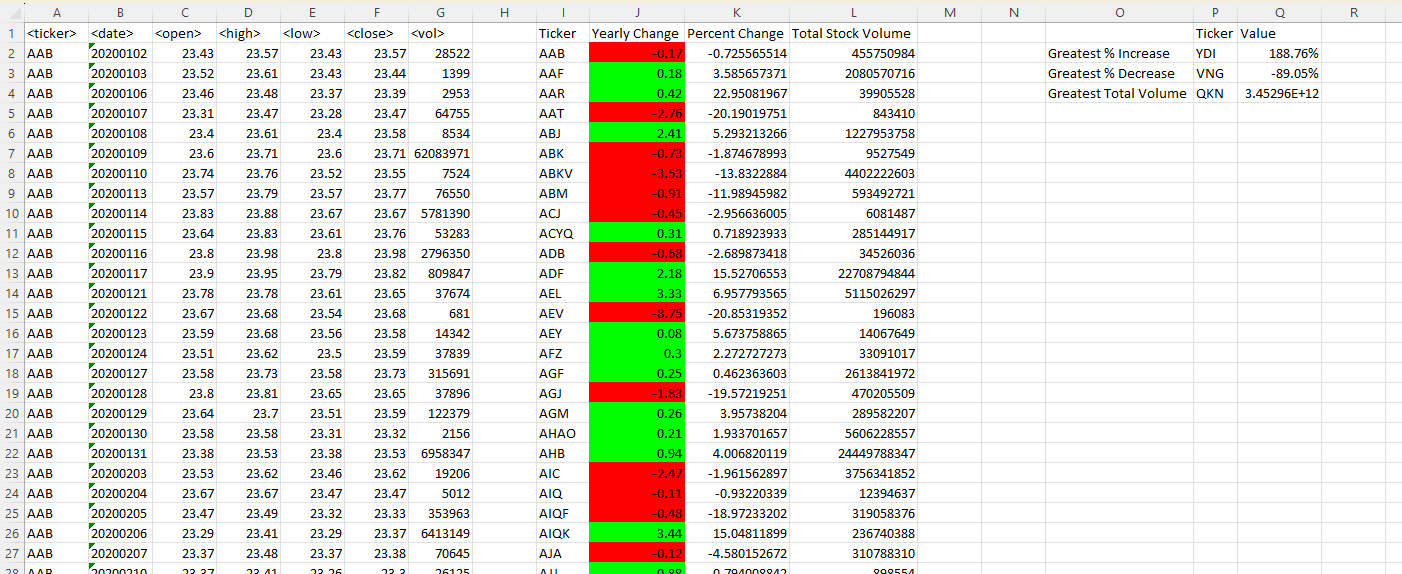 A B C D E F G H I J K L M N O P Q R
1 <ticker> <date> <open> <high> <low> <close> <vol> Ticker Yearly Change Percent Change Total Stock Volume Ticker Value
2 AAB 20200102 23.43 23.57 23.43 23.57 28522 AAB -0.17 -0.725565514 455750984 Greatest % Increase YDI 188.76%
3 AAB 20200103 23.52 23.61 23.43 23.44 1399 AAF 0.18 3.585657371 2080570716 Greatest % Decrease VNG -89.05%
4 AAB 20200106 23.46 23.48 23.37 23.39 2953 AAR 0.42 22.95081967 39905528 Greatest Total Volume QKN 3.45296E+12
5 AAB 20200107 23.31 23.47 23.28 23.47 64755 AAT -2.76 -20.19019751 843410
6 AAB 20200108 23.4 23.61 23.4 23.58 8534 ABJ 2.41 5.293213266 1227953758
7 AAB 20200109 23.6 23.71 23.6 23.71 62083971 ABK -0.73 -1.874678993 9527549
8 AAB 20200110 23.74 23.76 23.52 23.55 7524 ABKV -3.53 -13.8322884 4402222603
9 AAB 20200113 23.57 23.79 23.57 23.77 76550 ABM -0.91 -11.98945982 593492721
10 AAB 20200114 23.83 23.88 23.67 23.67 5781390 ACJ -0.45 -2.956636005 6081487
11 AAB 20200115 23.64 23.83 23.61 23.76 53283 ACYQ 0.31 0.718923933 285144917
12 AAB 20200116 23.8 23.98 23.8 23.98 2796350 ADB -0.68 -2.689873418 34526036
13 AAB 20200117 23.9 23.95 23.79 23.82 809847 ADF 2.18 15.52706553 22708794844
14 AAB 20200121 23.78 23.78 23.61 23.65 37674 AEL 3.33 6.957793565 5115026297
15 AAB 20200122 23.67 23.68 23.54 23.68 681 AEV -8.75 -20.85319352 196083
16 AAB 20200123 23.59 23.68 23.56 23.58 14342 AEY 0.08 5.673758865 14067649
17 AAB 20200124 23.51 23.62 23.5 23.59 37839 AFZ 0.3 2.272727273 33091017
18 AAB 20200127 23.58 23.73 23.58 23.73 315691 AGF 0.25 0.462363603 2613841972
19 AAB 20200128 23.8 23.81 23.65 23.65 37896 AGJ -1.83 -19.57219251 470205509
20 AAB 20200129 23.64 23.7 23.51 23.59 122379 AGM 0.26 3.95738204 289582207
21 AAB 20200130 23.58 23.58 23.31 23.32 2156 AHAO 0.21 1.933701657 5606228557
22 AAB 20200131 23.38 23.53 23.38 23.53 6958347 AHB 0.94 4.006820119 24449788347
23 AAB 20200203 23.53 23.62 23.46 23.62 19206 AIC -2.47 -1.961562897 3756341852
24 AAB 20200204 23.67 23.67 23.47 23.47 5012 AIQ -0.11 -0.93220339 12394637
25 AAB 20200205 23.47 23.49 23.32 23.33 353963 AIQF -0.48 -18.97233202 319058376
26 AAB 20200206 23.29 23.41 23.29 23.37 6413149 AIQK 3.44 15.04811899 236740388
27 AAB 20200207 23.37 23.48 23.37 23.38 70645 AJA -0.12 -4.580152672 310788310
28 AAB 20200210 23.37 23.41 23.26 23.3 26125 0.88 0.794008842 898554